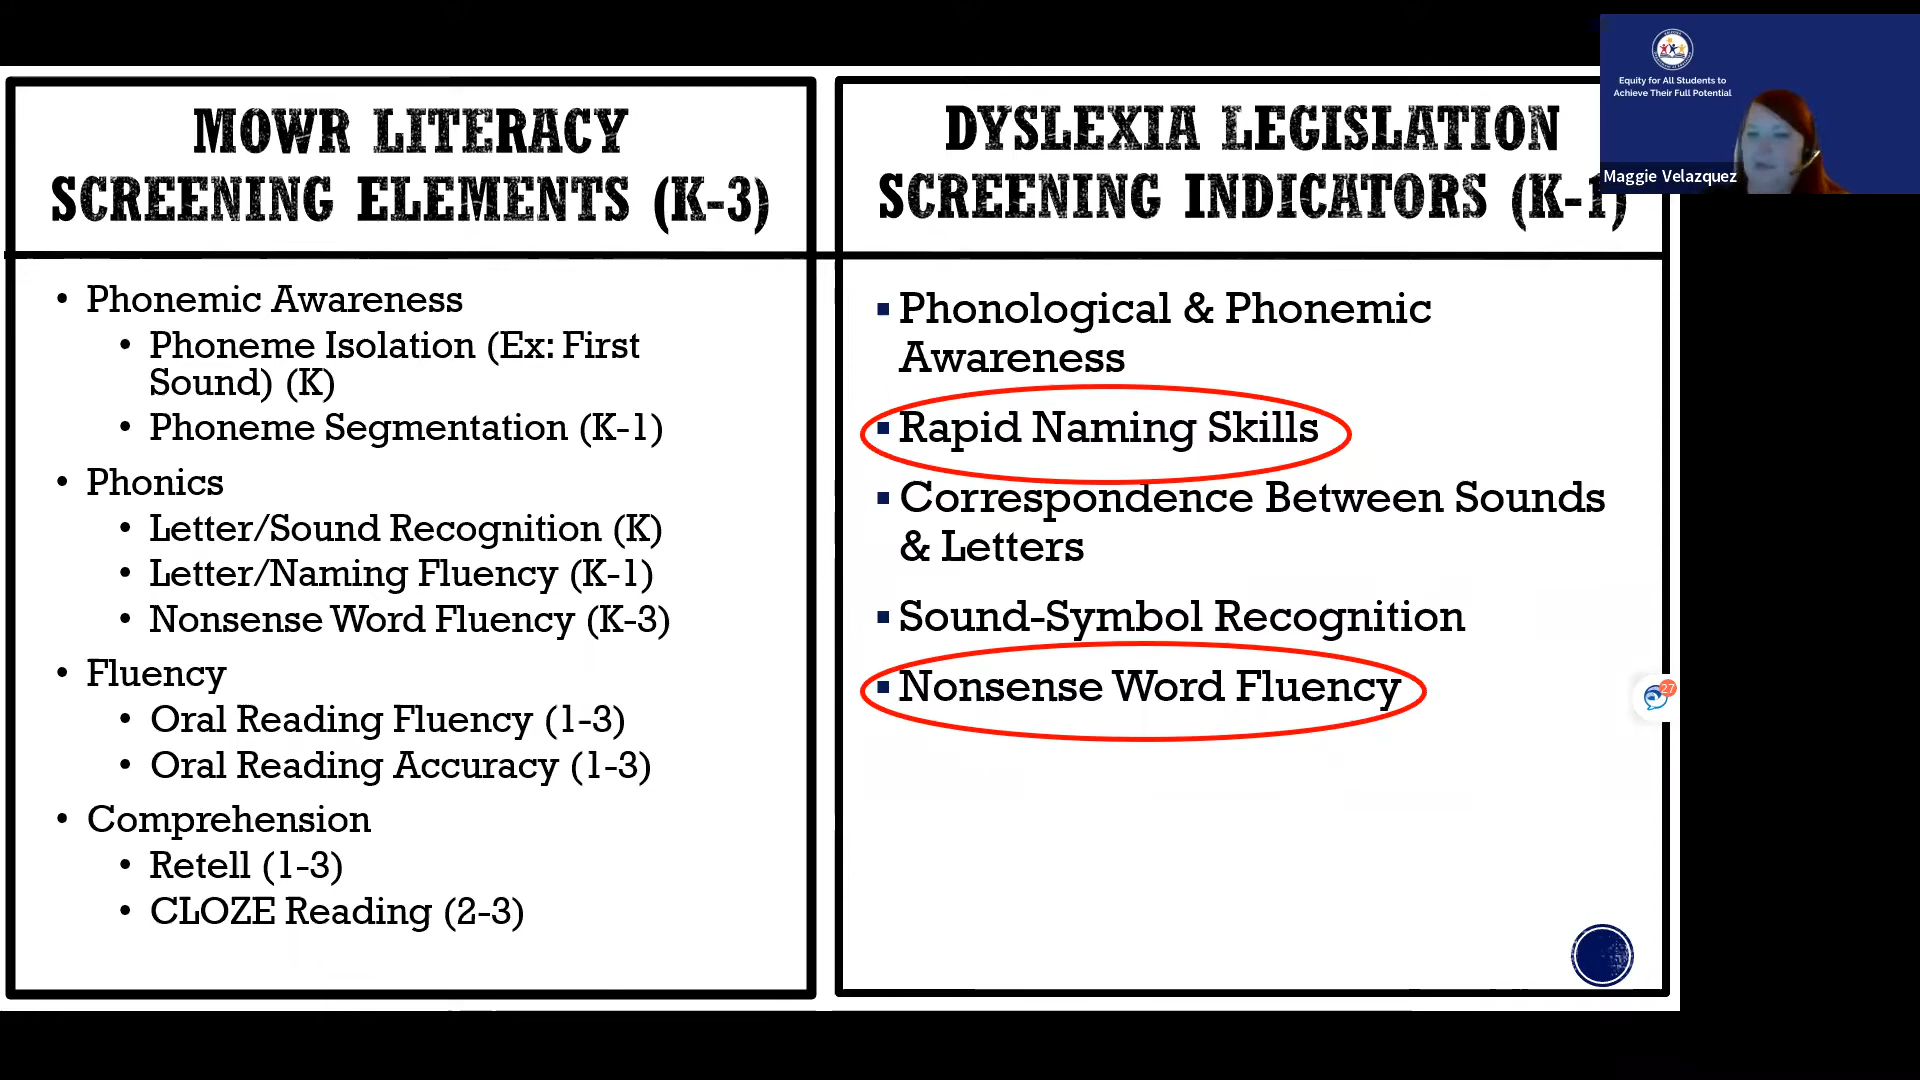 MOWR LITERACY
SCREENING ELEMENTS (K-3)
• Phonemic Awareness
• Phoneme Isolation (Ex: First
Sound) (K)
• Phoneme Segmentation (K-1)
• Phonics
• Letter/Sound Recognition (K)
• Letter/Naming Fluency (K-1)
• Nonsense Word Fluency (K-3)
• Fluency
• Oral Reading Fluency (1-3)
• Oral Reading Accuracy (1-3)
• Comprehension
• Retell (1-3)
• CLOZE Reading (2-3)
DYSLEXIA LEGISLATION
SCREENING INDICATORS (K-1)
▪ Phonological & Phonemic
Awareness
▪ Rapid Naming Skills
▪ Correspondence Between Sounds
& Letters
▪ Sound-Symbol Recognition
▪ Nonsense Word Fluency
27
Equity for All Students to
Achieve Their Full Potential
Maggie Velazquez